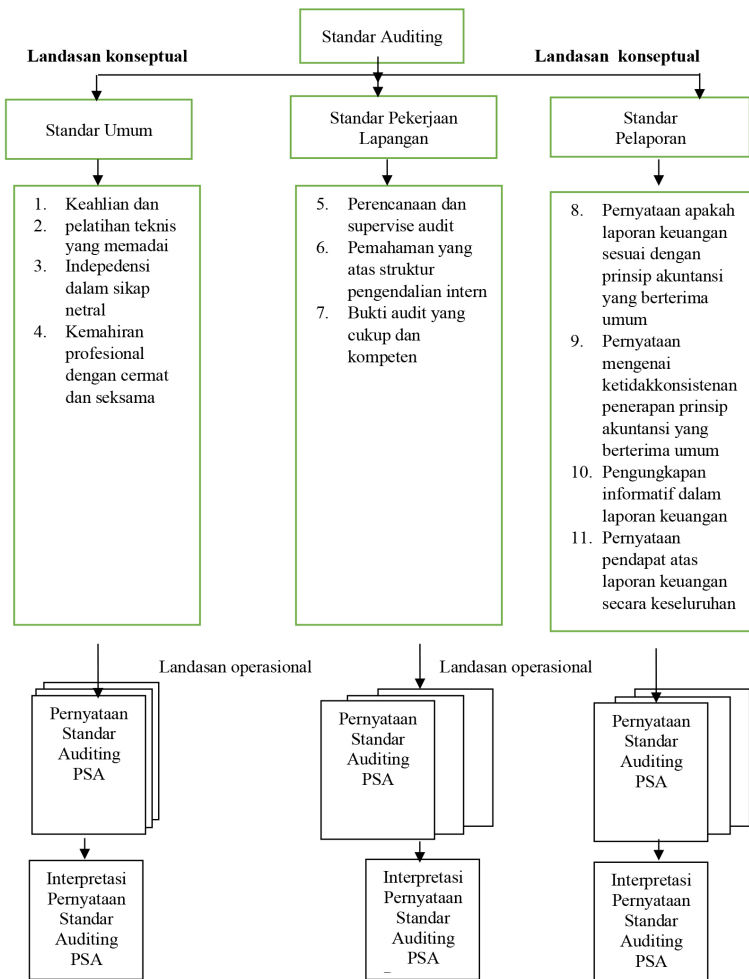 Standar Auditing
Landasan konseptual
Landasan  konseptual
Standar Umum
Standar Pekerjaan
Lapangan
Standar
Pelaporan
1. Keahlian dan
2. pelatihan teknis
yang memadai
3. Indepedensi
dalam sikap
netral
4. Kemahiran
profesional
dengan cermat
dan seksama
5. Perencanaan dan
supervise audit
6. Pemahaman yang
atas struktur
pengendalian intern
7. Bukti audit yang
cukup dan
kompeten
8. Pernyataan apakah
laporan keuangan
sesuai dengan
prinsip akuntansi
yang berterima
umum
9. Pernyataan
mengenai
ketidakkonsistenan
penerapan prinsip
akuntansi yang
berterima umum
10. Pengungkapan
informatif dalam
laporan keuangan
11. Pernyataan
pendapat atas
laporan keuangan
secara keseluruhan
Landasan operasional
Landasan operasional
Pernyataan
Standar
Auditing
PSA
Pernyataan
Standar
Auditing
PSA
Pernyataan
Standar
Auditing
PSA
Interpretasi
Pernyataan
Standar
Auditing
PSA
Interpretasi
Pernyataan
Standar
Auditing
PSA
Interpretasi
Pernyataan
Standar
Auditing
PSA